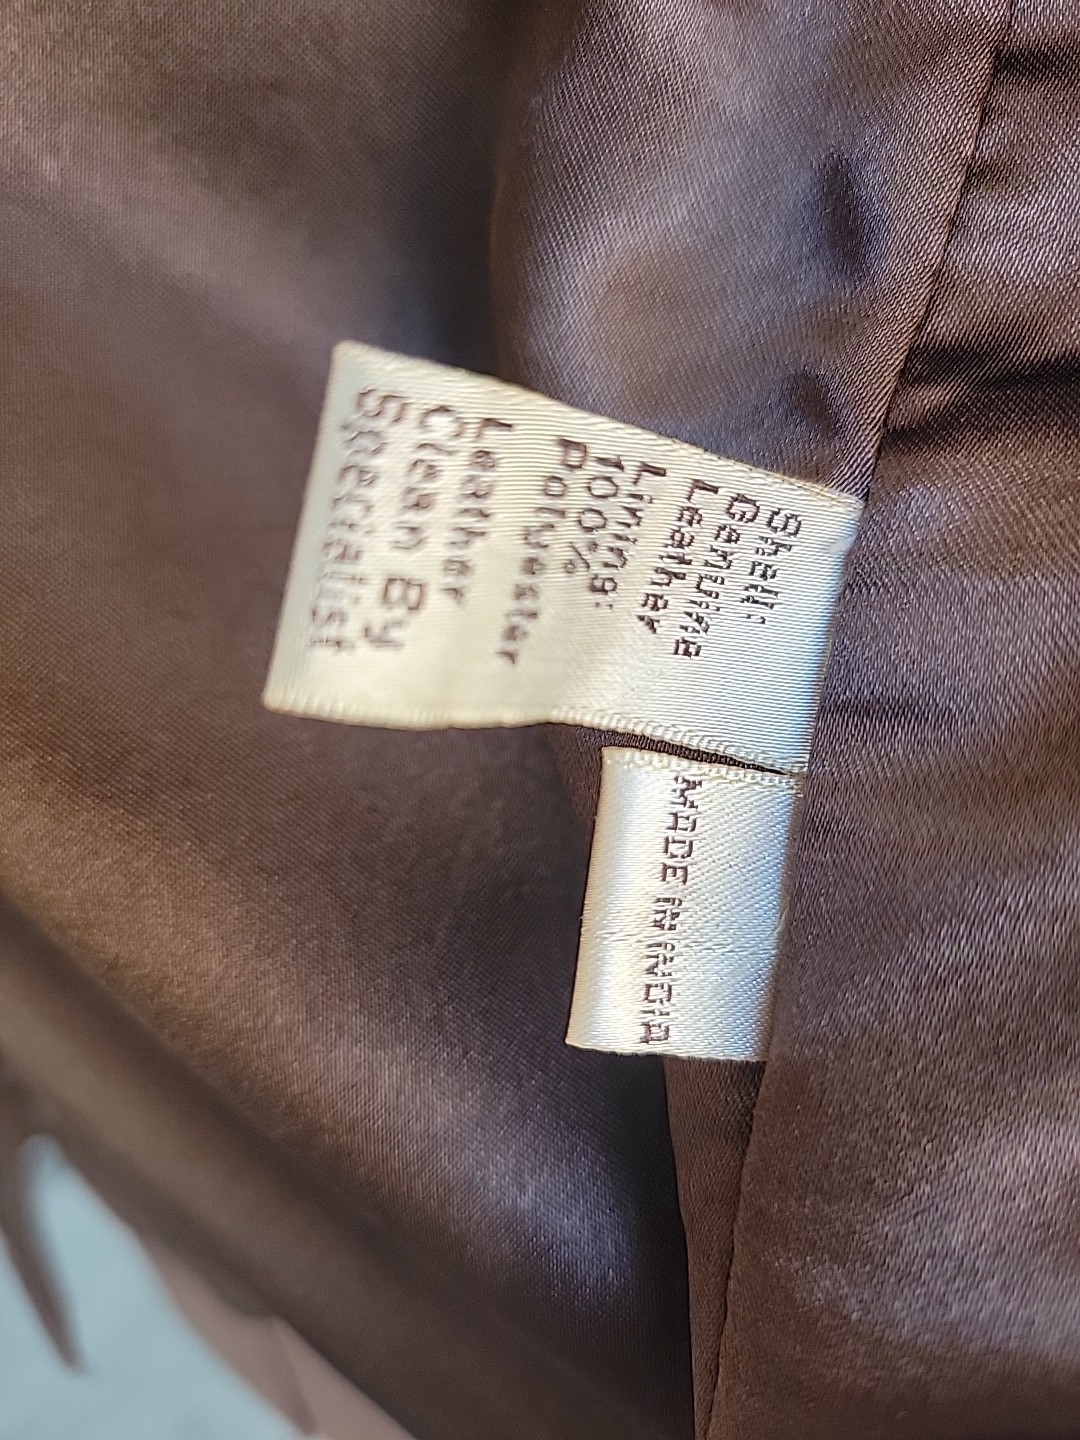 Shell:
Genuine
Leather
Lining:
100%
Polyester
Leather
Clean By
Specialist
MADE IN INDIA